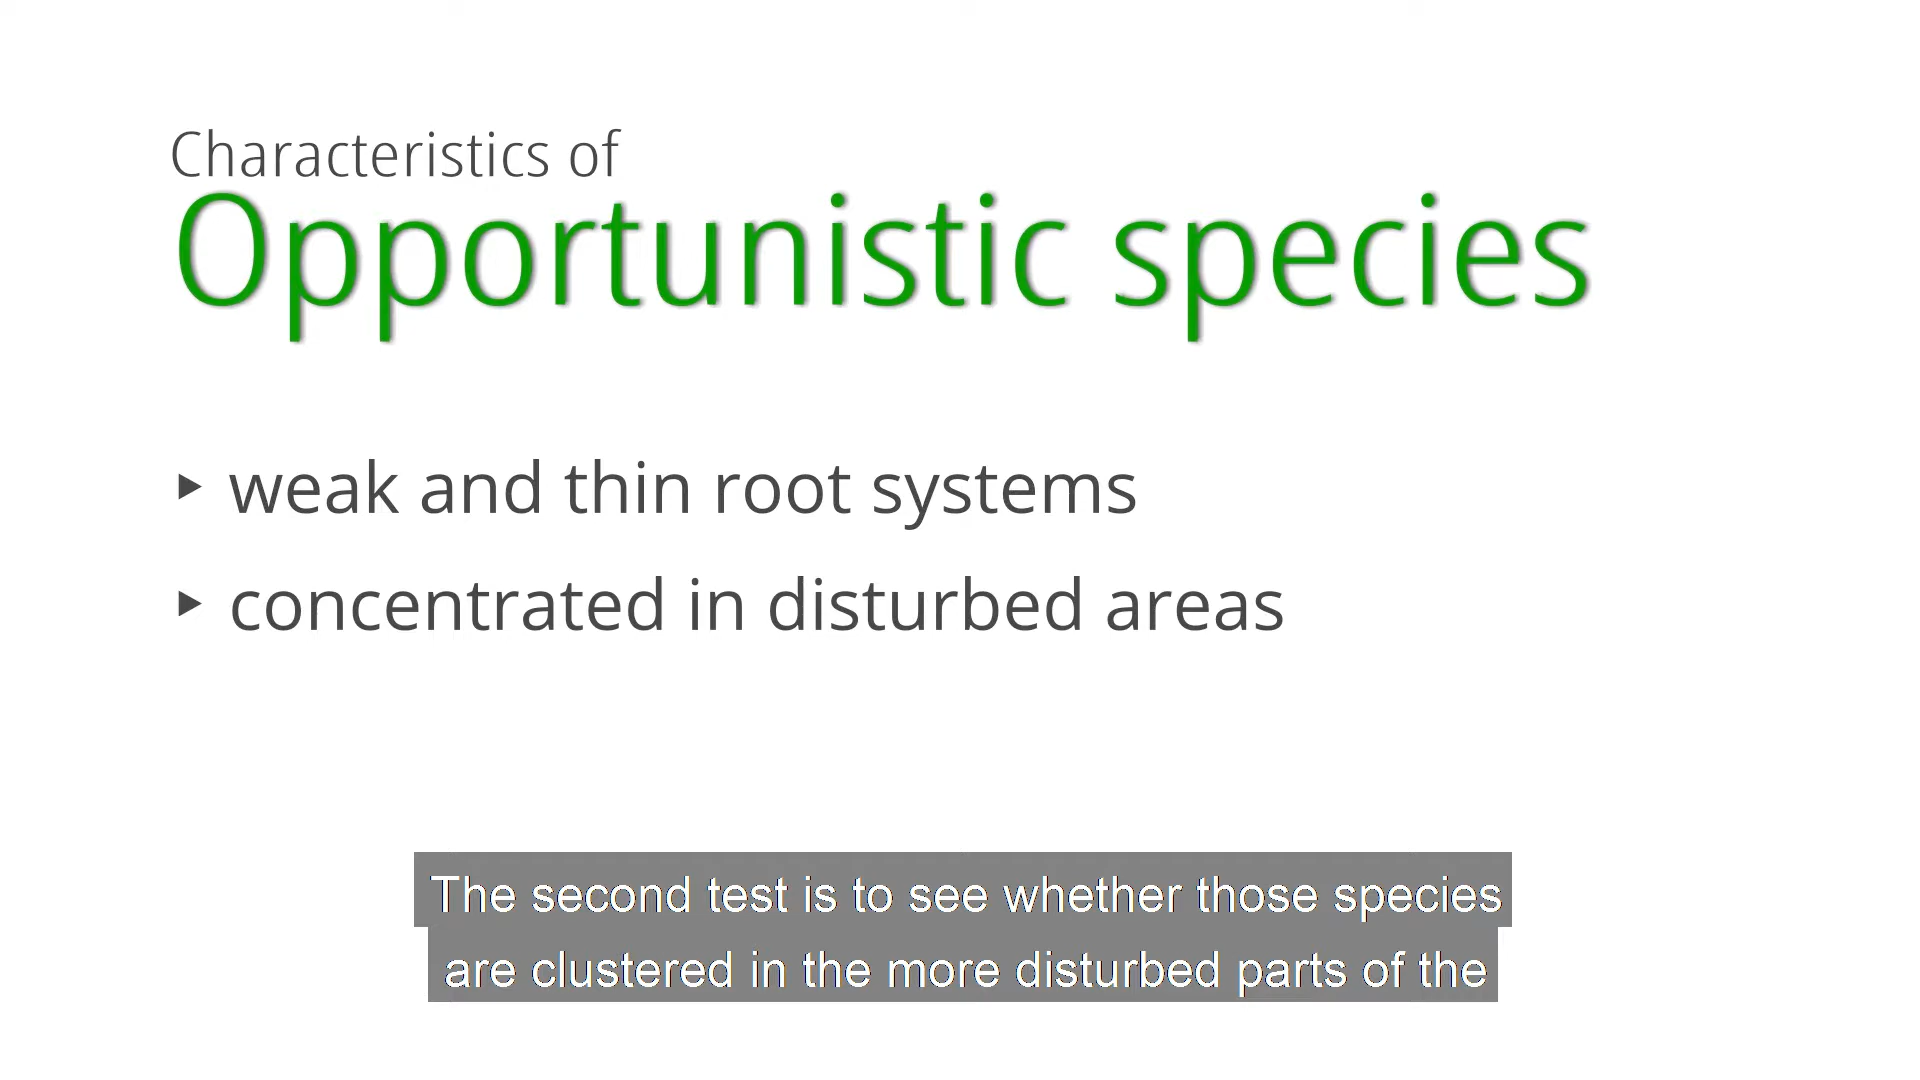 Characteristics of
Opportunistic species
‣ weak and thin root systems
‣ concentrated in disturbed areas
The second test is to see whether those species
are clustered in the more disturbed parts of the